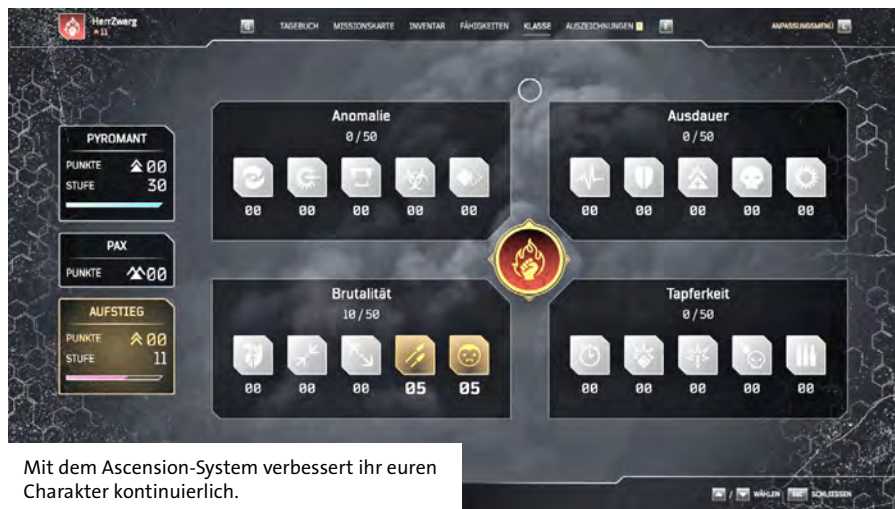 HerrZwerg
11
Q TAGEBUCH MISSIONSKARTE INVENTAR FÄHIGKEITEN KLASSE AUSZEICHNUNGEN E
ANPASSUNGSMENÜ
PYROMANT
PUNKTE 00
STUFE 30
PAX
PUNKTE 00
AUFSTIEG
PUNKTE 00
STUFE 11
Anomalie
0/50
00 00 00 00 00
Ausdauer
0/50
00 00 00 00 00
Brutalität
10/50
00 00 00 05 05
Tapferkeit
0/50
00 00 00 00 00
Mit dem Ascension-System verbessert ihr euren
Charakter kontinuierlich.
/ WÄHLEN ESC SCHLIESSEN